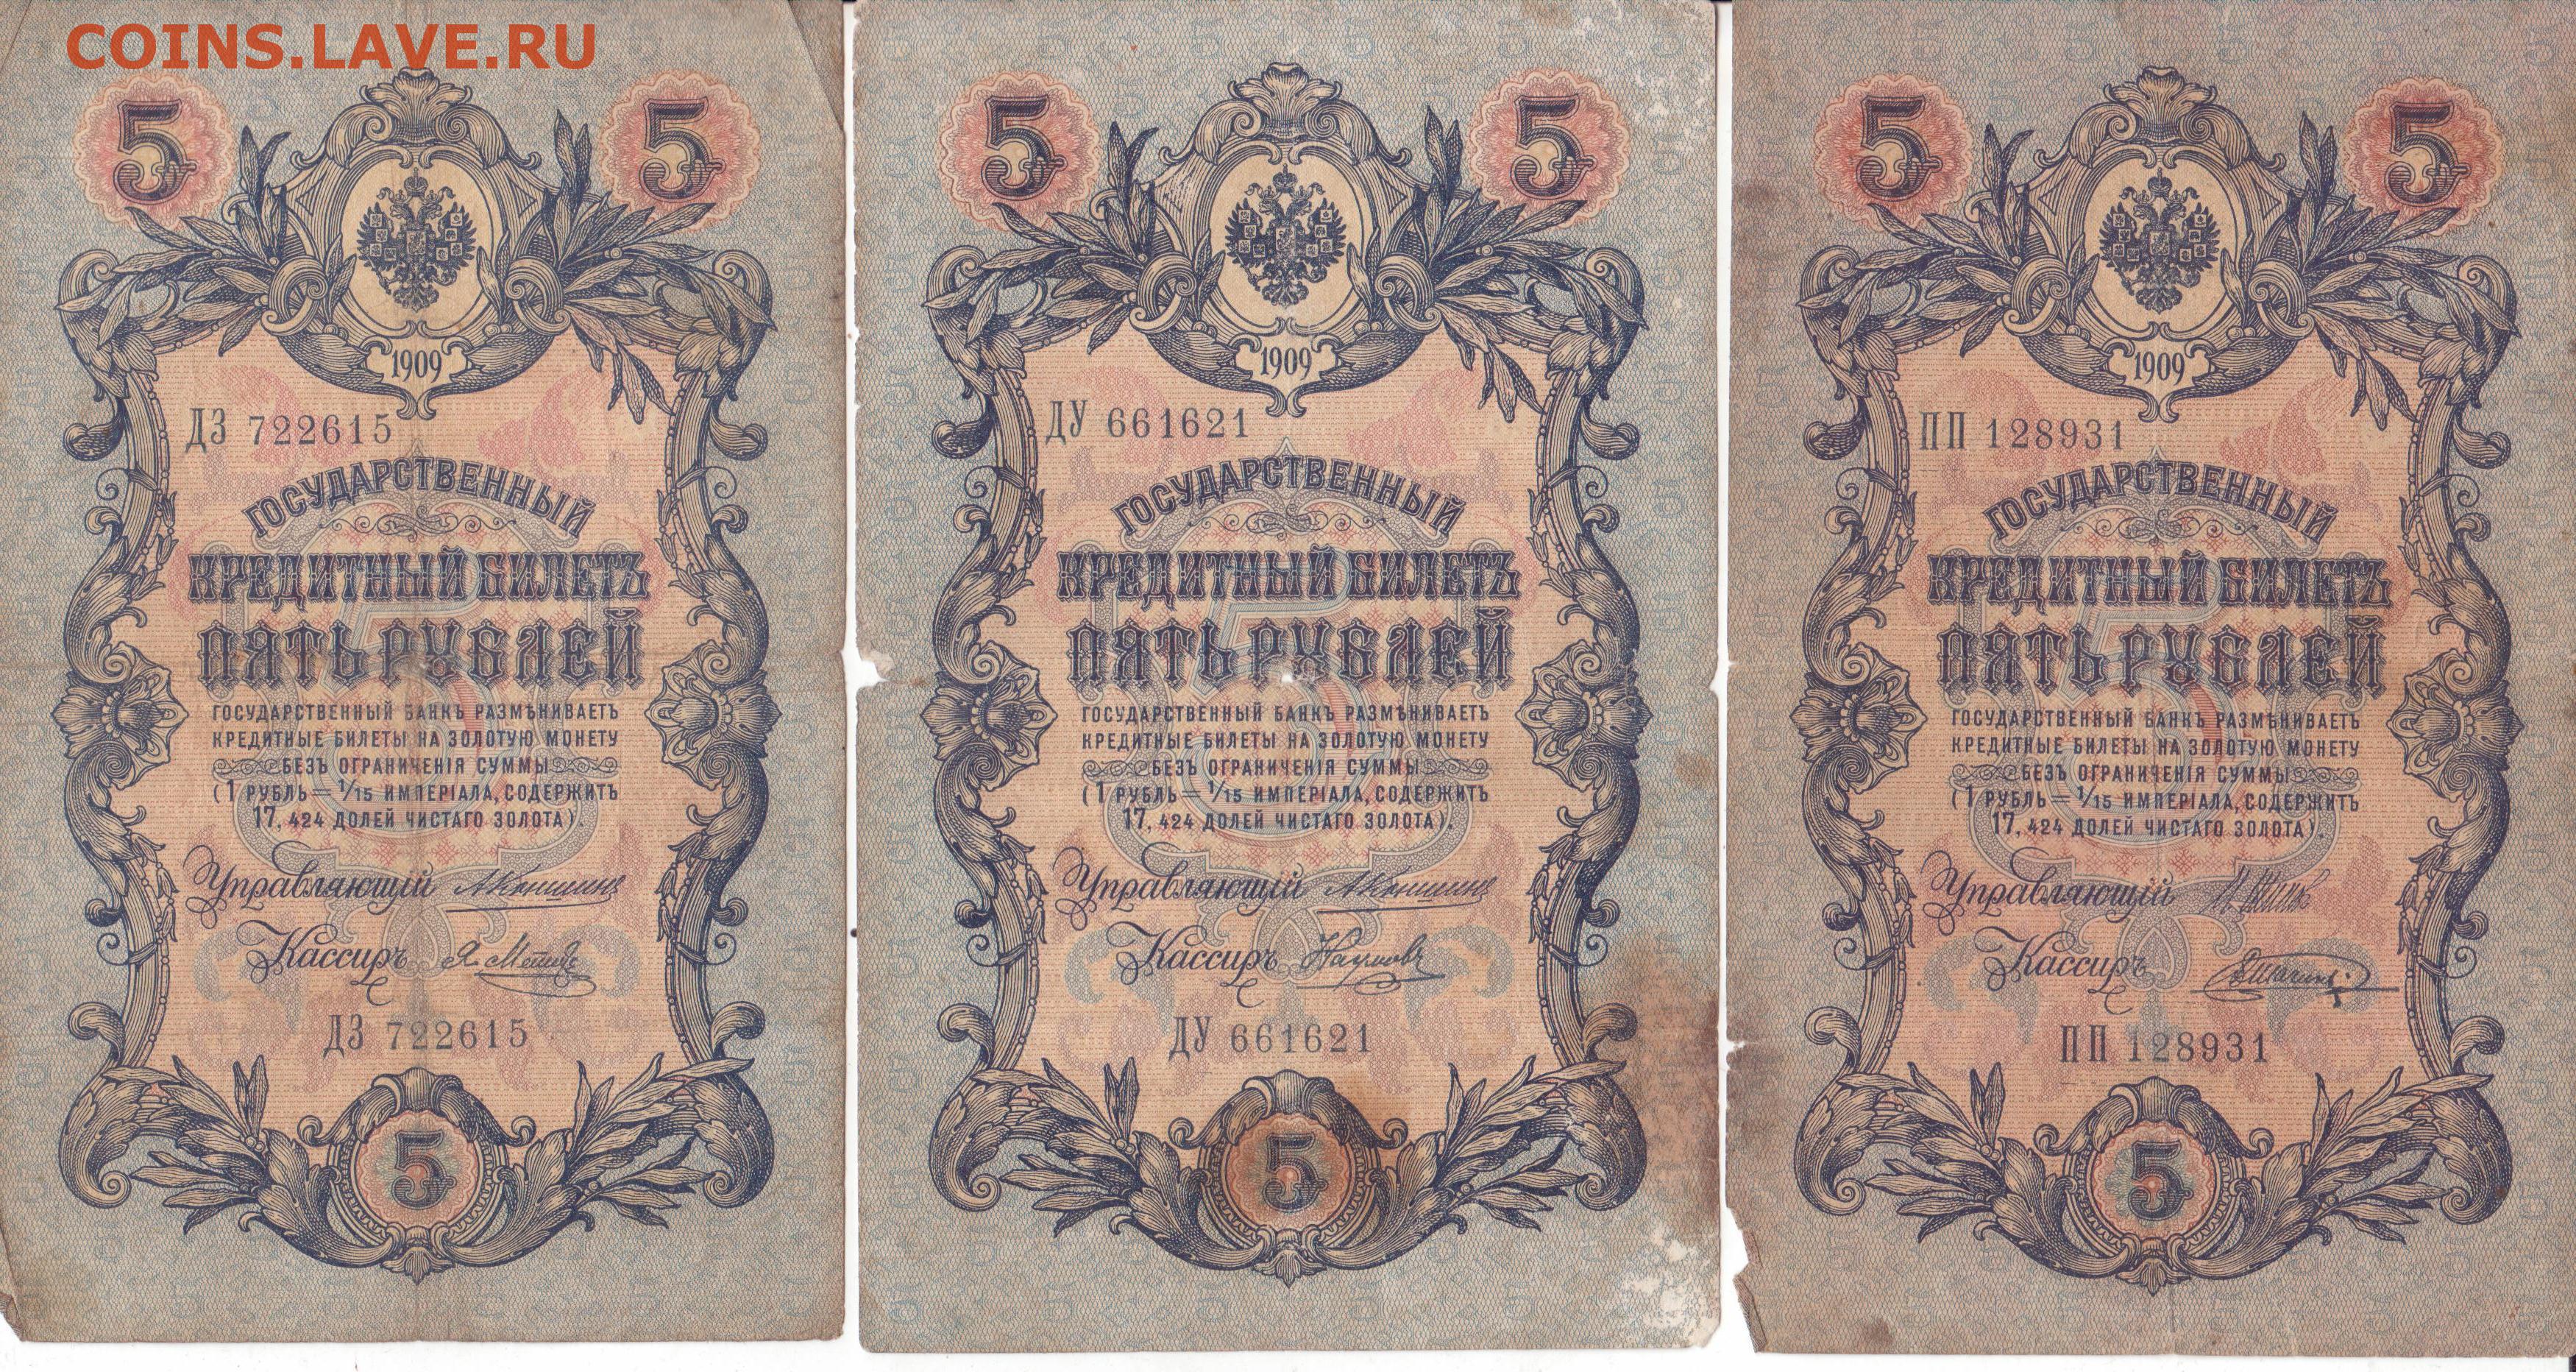 COINS.LAVE.RU
5 5
1909
ДЗ 722615
ГОСУДАРСТВЕННЫЙ
КРЕДИТНЫЙ БИЛЕТЪ
ПЯТЬ РУБЛЕЙ
ГОСУДАРСТВЕННЫЙ БАНКЪ РАЗМѢНИВАЕТЪ
КРЕДИТНЫЕ БИЛЕТЫ НА ЗОЛОТУЮ МОНЕТУ
БЕЗЪ ОГРАНИЧЕНІЯ СУММЫ
(1 РУБЛЬ = 1/15 ИМПЕРІАЛА, СОДЕРЖИТЪ
17,424 ДОЛЕЙ ЧИСТАГО ЗОЛОТА).
Управляющій АКоншинъ
Кассиръ Я. Метцъ
ДЗ 722615
5
5 5
1909
ДУ 661621
ГОСУДАРСТВЕННЫЙ
КРЕДИТНЫЙ БИЛЕТЪ
ПЯТЬ РУБЛЕЙ
ГОСУДАРСТВЕННЫЙ БАНКЪ РАЗМѢНИВАЕТЪ
КРЕДИТНЫЕ БИЛЕТЫ НА ЗОЛОТУЮ МОНЕТУ
БЕЗЪ ОГРАНИЧЕНІЯ СУММЫ
(1 РУБЛЬ = 1/15 ИМПЕРІАЛА, СОДЕРЖИТЪ
17,424 ДОЛЕЙ ЧИСТАГО ЗОЛОТА).
Управляющій АКоншинъ
Кассиръ Наумовъ
ДУ 661621
5
5 5
1909
ПП 128931
ГОСУДАРСТВЕННЫЙ
КРЕДИТНЫЙ БИЛЕТЪ
ПЯТЬ РУБЛЕЙ
ГОСУДАРСТВЕННЫЙ БАНКЪ РАЗМѢНИВАЕТЪ
КРЕДИТНЫЕ БИЛЕТЫ НА ЗОЛОТУЮ МОНЕТУ
БЕЗЪ ОГРАНИЧЕНІЯ СУММЫ
(1 РУБЛЬ = 1/15 ИМПЕРІАЛА, СОДЕРЖИТЪ
17,424 ДОЛЕЙ ЧИСТАГО ЗОЛОТА).
Управляющій
Кассиръ
ПП 128931
5